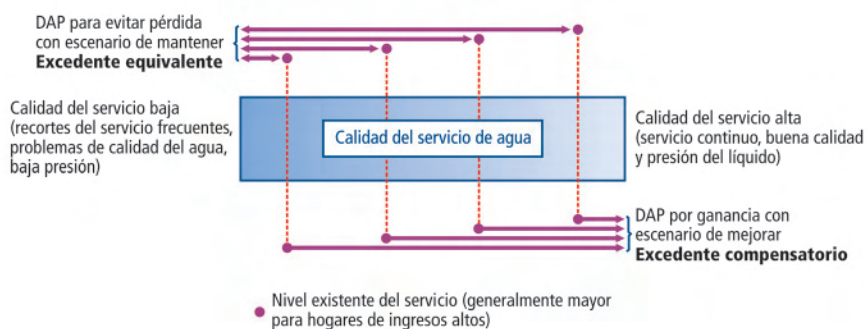 DAP para evitar pérdida
con escenario de mantener
Excedente equivalente
Calidad del servicio baja
(recortes del servicio frecuentes,
problemas de calidad del agua,
baja presión)
Calidad del servicio de agua
Calidad del servicio alta
(servicio continuo, buena calidad
y presión del líquido)
DAP por ganancia con
escenario de mejorar
Excedente compensatorio
Nivel existente del servicio (generalmente mayor
para hogares de ingresos altos)